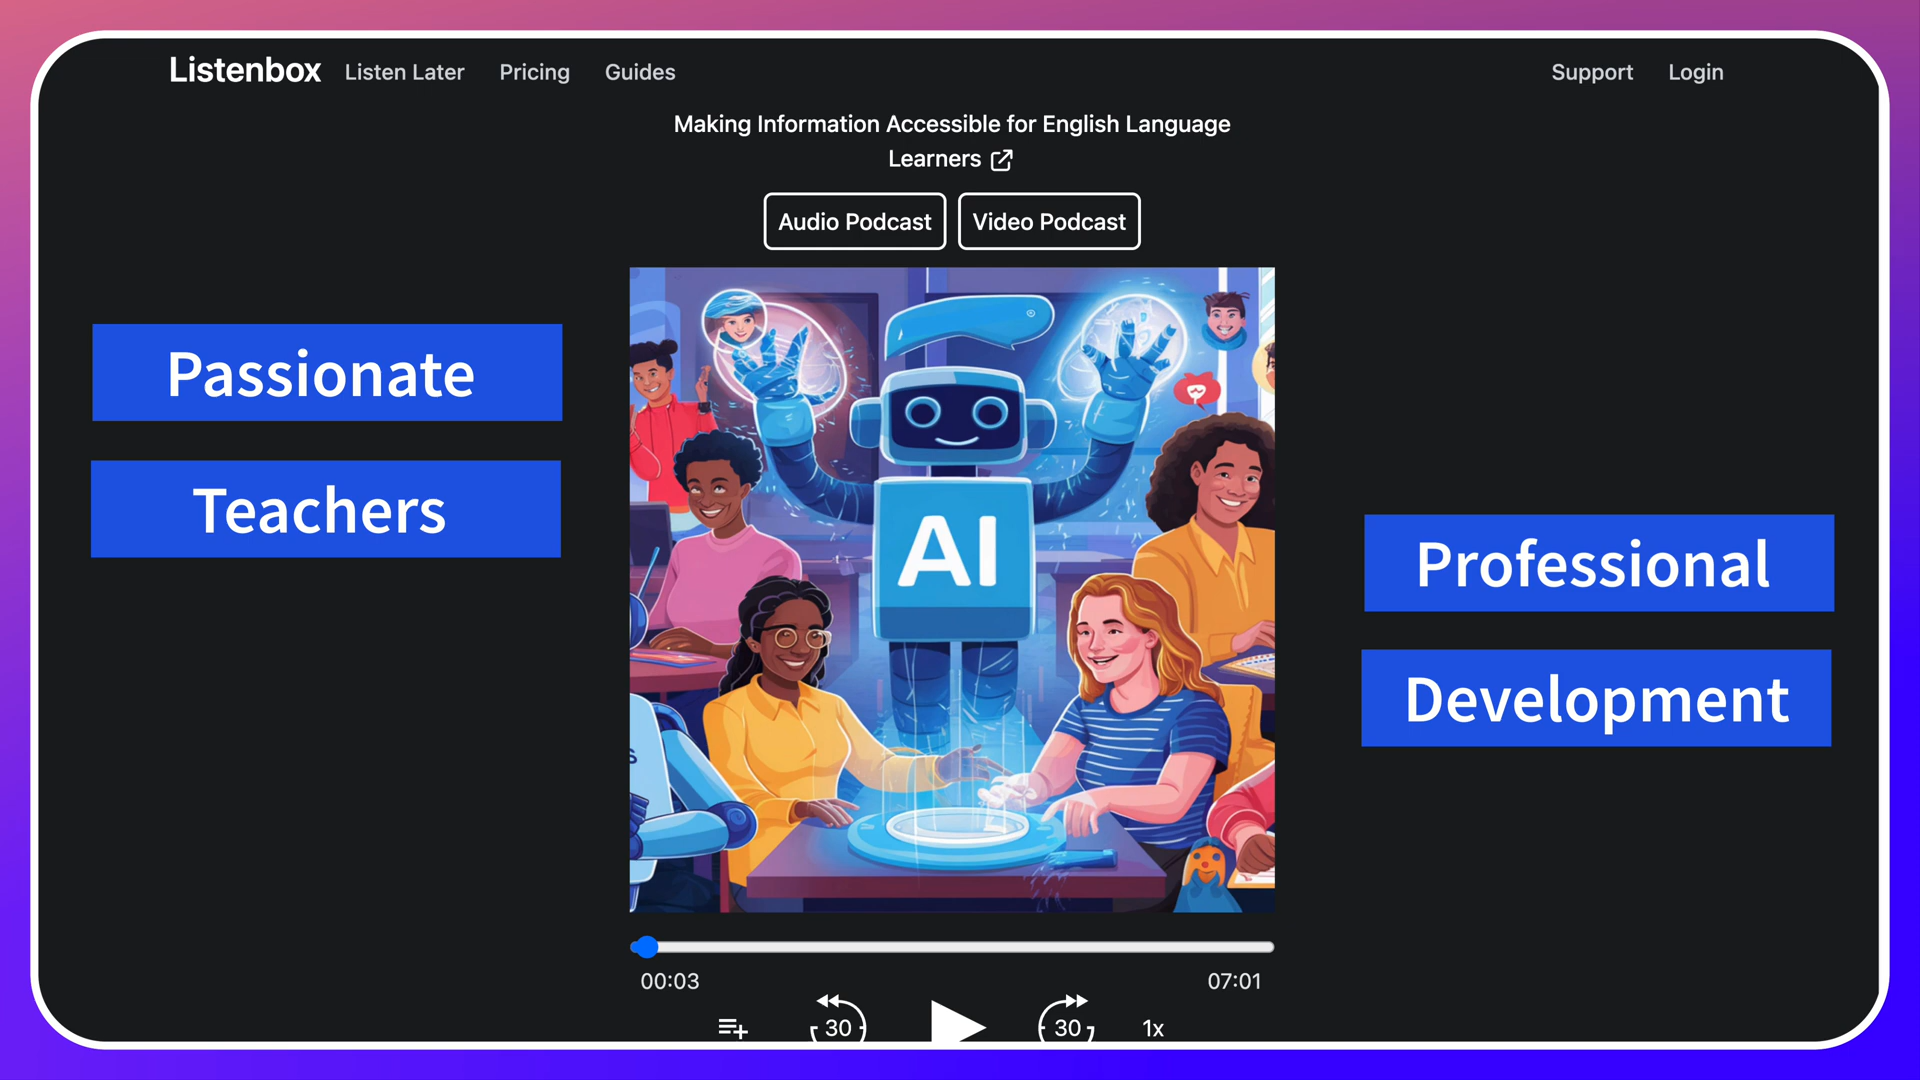 Listenbox Listen Later Pricing Guides Support Login
Making Information Accessible for English Language
Learners
Audio Podcast Video Podcast
Passionate
Teachers
AI
Professional
Development
S
00:03 07:01
30 30 1x